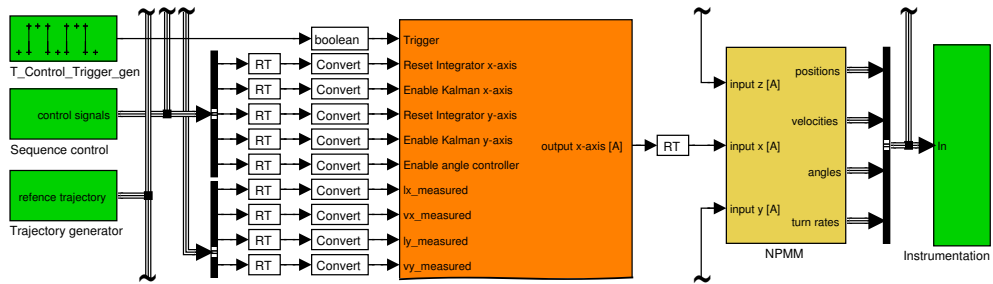 T_Control_Trigger_gen
control signals
Sequence control
refence trajectory
Trajectory generator
boolean
RT Convert
RT Convert
RT Convert
RT Convert
RT Convert
RT Convert
RT Convert
RT Convert
RT Convert
Trigger
Reset Integrator x-axis
Enable Kalman x-axis
Reset Integrator y-axis
Enable Kalman y-axis
Enable angle controller
lx_measured
vx_measured
ly_measured
vy_measured
output x-axis [A]
RT
input z [A]
input x [A]
input y [A]
positions
velocities
angles
turn rates
NPMM
In
Instrumentation